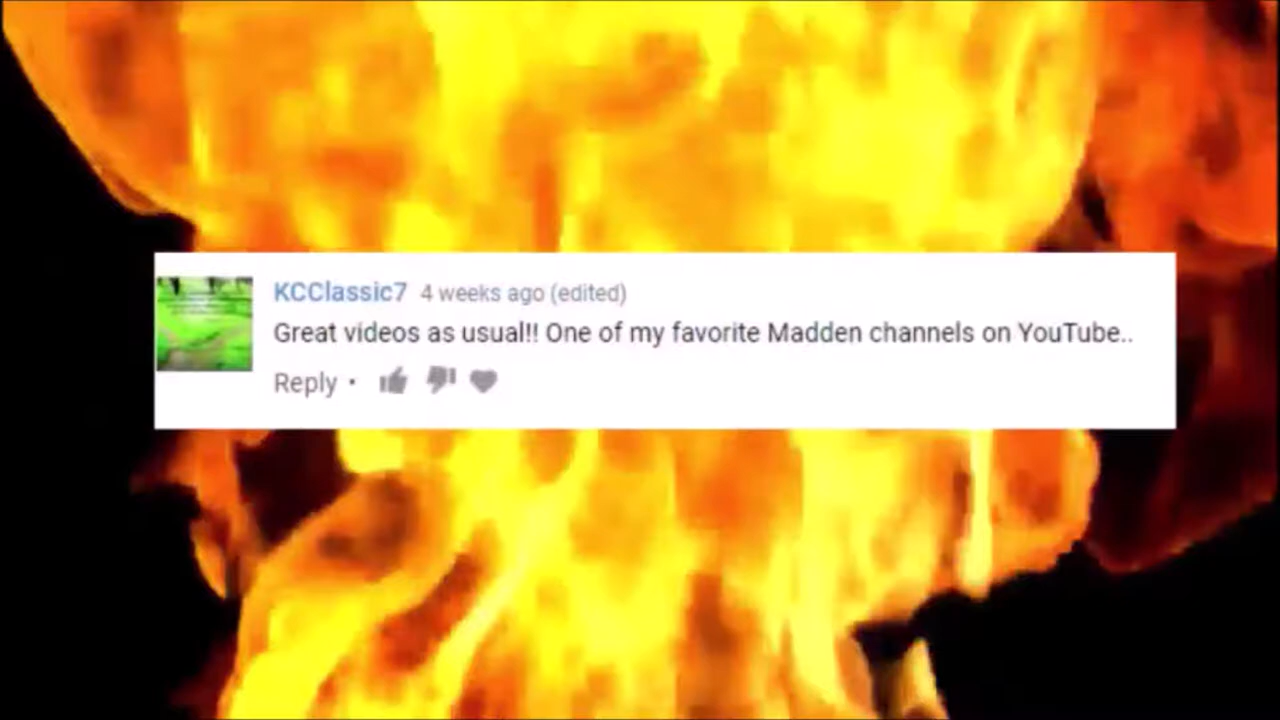 KCClassic7 4 weeks ago (edited)
Great videos as usual!! One of my favorite Madden channels on YouTube..
Reply •